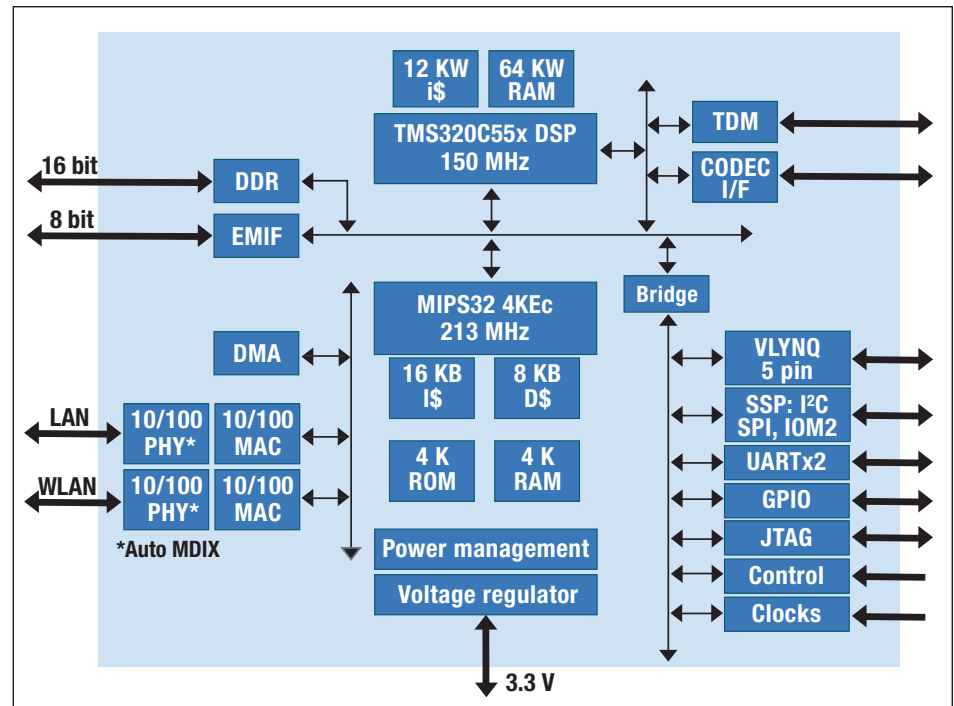 12 KW
i$
64 KW
RAM
TMS320C55x DSP
150 MHz
TDM
CODEC
I/F
16 bit
DDR
8 bit
EMIF
Bridge
MIPS32 4KEc
213 MHz
DMA
16 KB
I$
8 KB
D$
VLYNQ
5 pin
SSP: I²C
SPI, IOM2
LAN
10/100
PHY*
10/100
MAC
4 K
ROM
4 K
RAM
UARTx2
WLAN
10/100
PHY*
10/100
MAC
GPIO
*Auto MDIX
JTAG
Power management
Control
Voltage regulator
Clocks
3.3 V